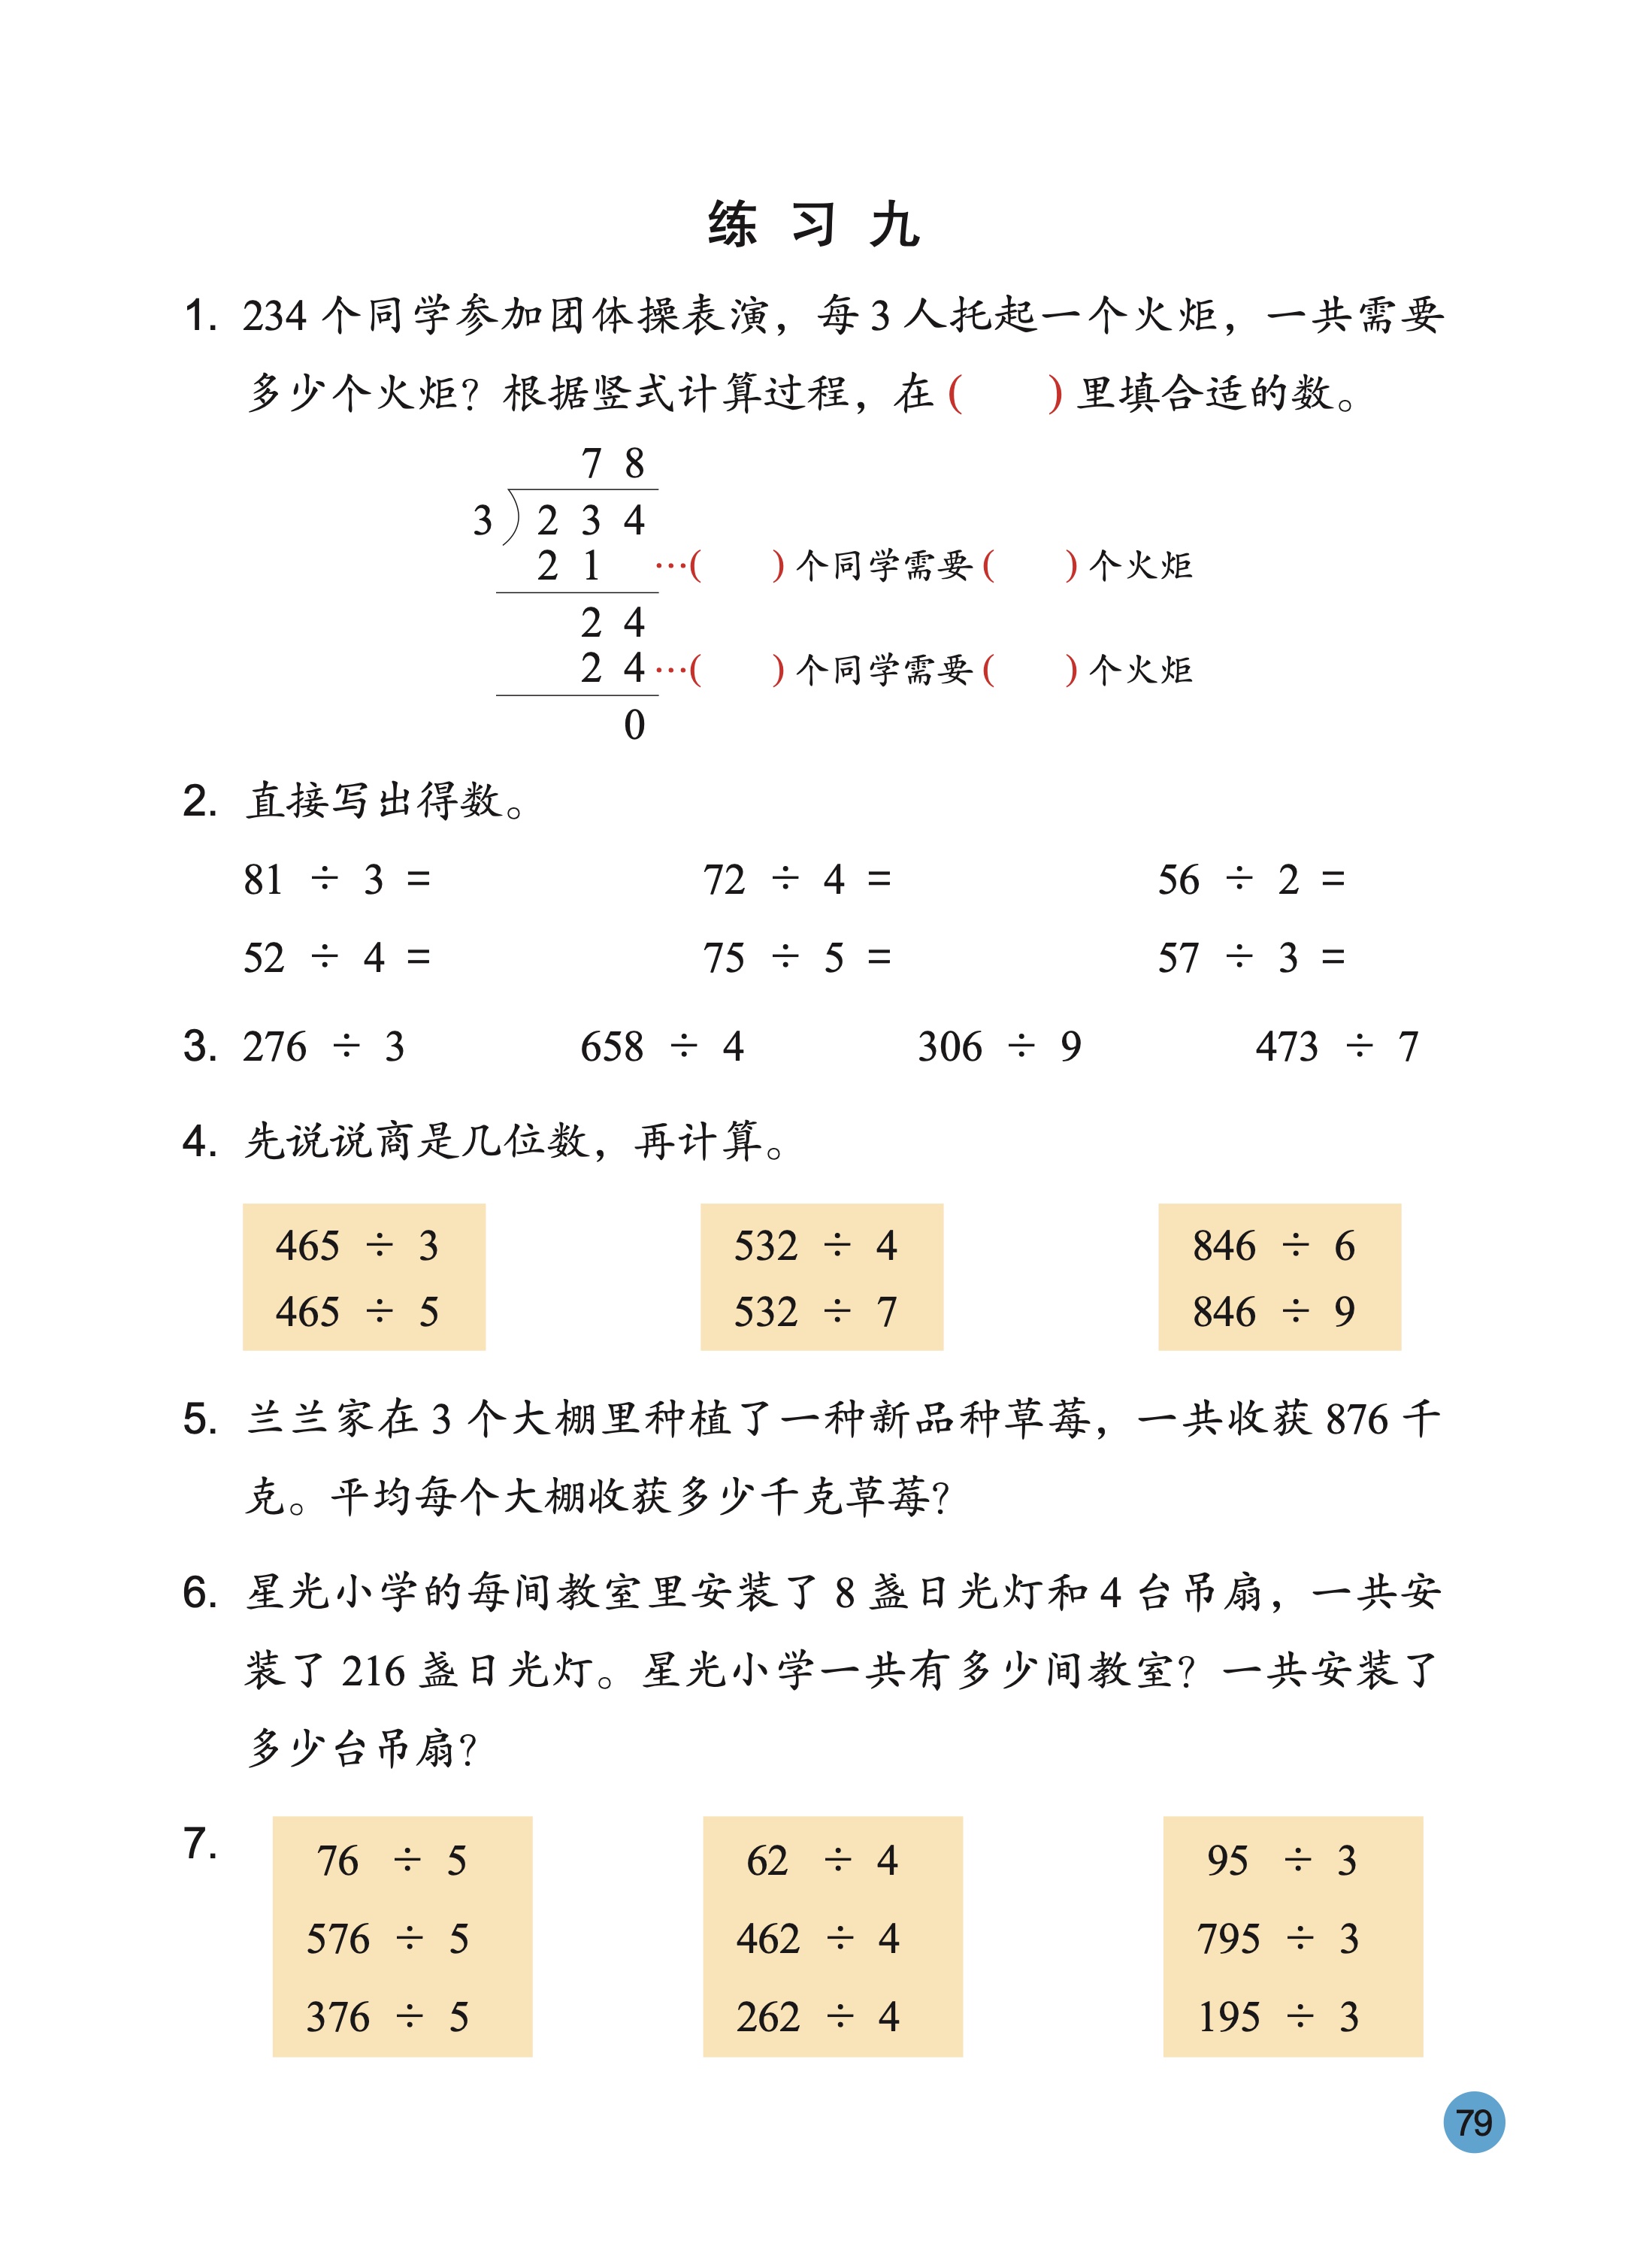 练 习 九
1. 234 个同学参加团体操表演，每 3 人托起一个火炬，一共需要
多少个火炬？根据竖式计算过程，在（　　）里填合适的数。
7 8
3 ) 2 3 4
2 1 …（　　）个同学需要（　　）个火炬
2 4
2 4 …（　　）个同学需要（　　）个火炬
0
2. 直接写出得数。
81 ÷ 3 = 72 ÷ 4 = 56 ÷ 2 =
52 ÷ 4 = 75 ÷ 5 = 57 ÷ 3 =
3. 276 ÷ 3 658 ÷ 4 306 ÷ 9 473 ÷ 7
4. 先说说商是几位数，再计算。
465 ÷ 3 532 ÷ 4 846 ÷ 6
465 ÷ 5 532 ÷ 7 846 ÷ 9
5. 兰兰家在 3 个大棚里种植了一种新品种草莓，一共收获 876 千
克。平均每个大棚收获多少千克草莓？
6. 星光小学的每间教室里安装了 8 盏日光灯和 4 台吊扇，一共安
装了 216 盏日光灯。星光小学一共有多少间教室？一共安装了
多少台吊扇？
7. 76 ÷ 5 62 ÷ 4 95 ÷ 3
576 ÷ 5 462 ÷ 4 795 ÷ 3
376 ÷ 5 262 ÷ 4 195 ÷ 3
79